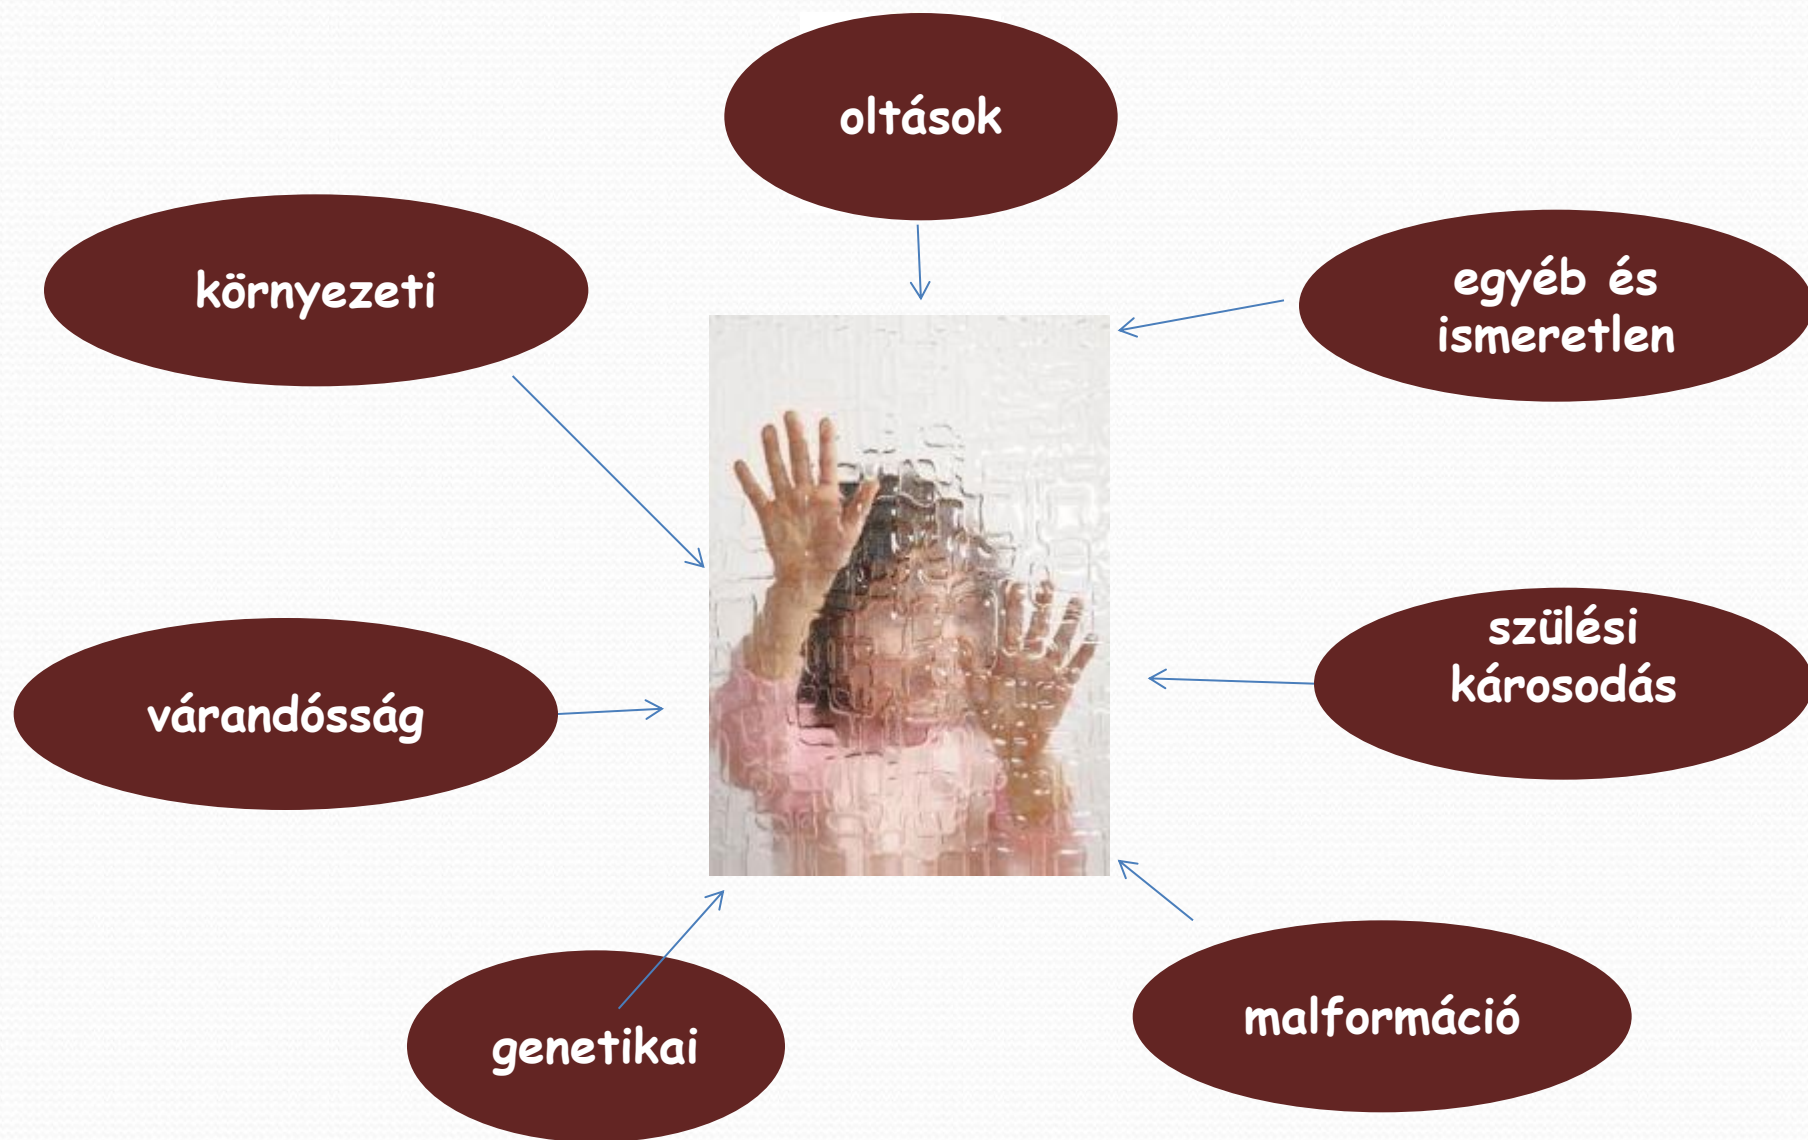 oltások
környezeti
egyéb és
ismeretlen
várandósság
szülési
károsodás
genetikai
malformáció